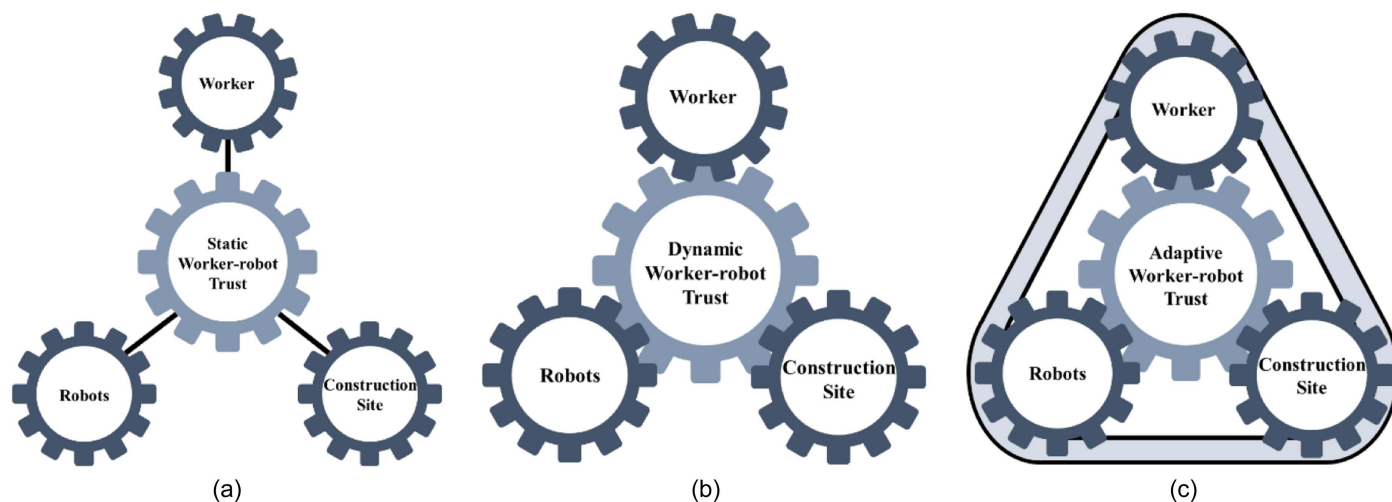 Worker
Static
Worker-robot
Trust
Robots
Construction
Site
(a)
Worker
Dynamic
Worker-robot
Trust
Robots
Construction
Site
(b)
Worker
Adaptive
Worker-robot
Trust
Robots
Construction
Site
(c)